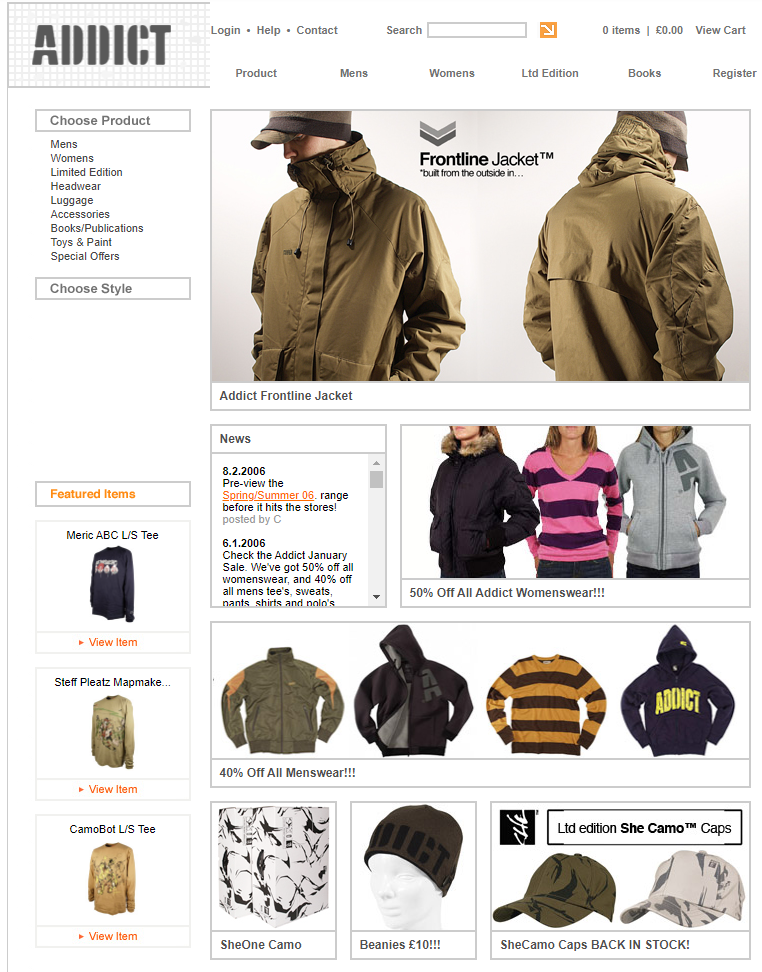 ADDICT
Login • Help • Contact
Search
0 items | £0.00 View Cart
Product Mens Womens Ltd Edition Books Register
Choose Product
Mens
Womens
Limited Edition
Headwear
Luggage
Accessories
Books/Publications
Toys & Paint
Special Offers
Choose Style
Featured Items
Meric ABC L/S Tee
View Item
Steff Pleatz Mapmake...
View Item
CamoBot L/S Tee
View Item
Frontline Jacket™
*built from the outside in...
Addict Frontline Jacket
News
8.2.2006
Pre-view the
Spring/Summer 06. range
before it hits the stores!
posted by C
6.1.2006
Check the Addict January
Sale. We've got 50% off all
womenswear, and 40% off
all mens tee's, sweats,
pants, shirts and polo's
50% Off All Addict Womenswear!!!
ADDICT
40% Off All Menswear!!!
SheOne Camo
ADDICT
Beanies £10!!!
Ltd edition She Camo™ Caps
SheCamo Caps BACK IN STOCK!